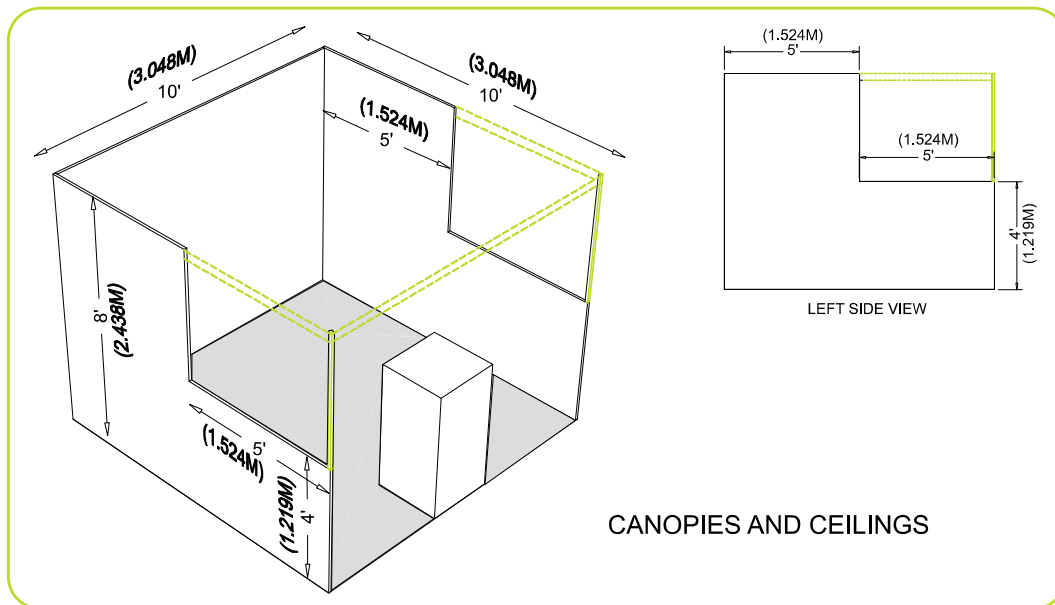 (3.048M)
10'
(3.048M)
10'
(1.524M)
5'
8'
(2.438M)
5'
(1.524M)
4'
(1.219M)
(1.524M)
5'
(1.524M)
5'
4'
(1.219M)
LEFT SIDE VIEW
CANOPIES AND CEILINGS